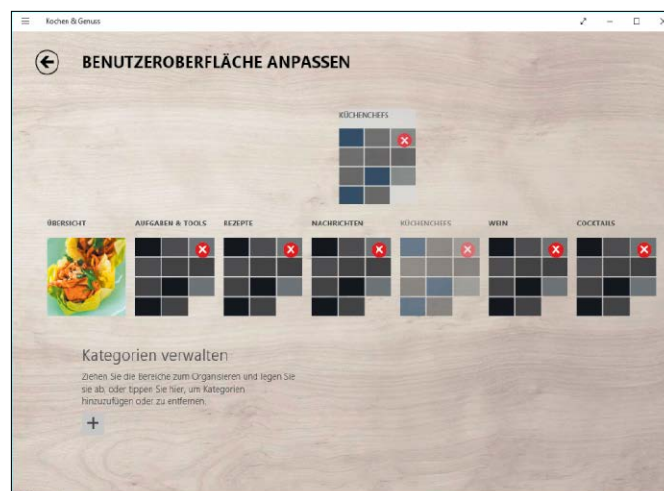 Kochen & Genuss
BENUTZEROBERFLÄCHE ANPASSEN
KÜCHENCHEFS
ÜBERSICHT AUFGABEN & TOOLS REZEPTE NACHRICHTEN KÜCHENCHEFS WEIN COCKTAILS
Kategorien verwalten
Ziehen Sie die Bereiche zum Organisieren und legen Sie
sie ab, oder tippen Sie hier, um Kategorien
hinzuzufügen oder zu entfernen.